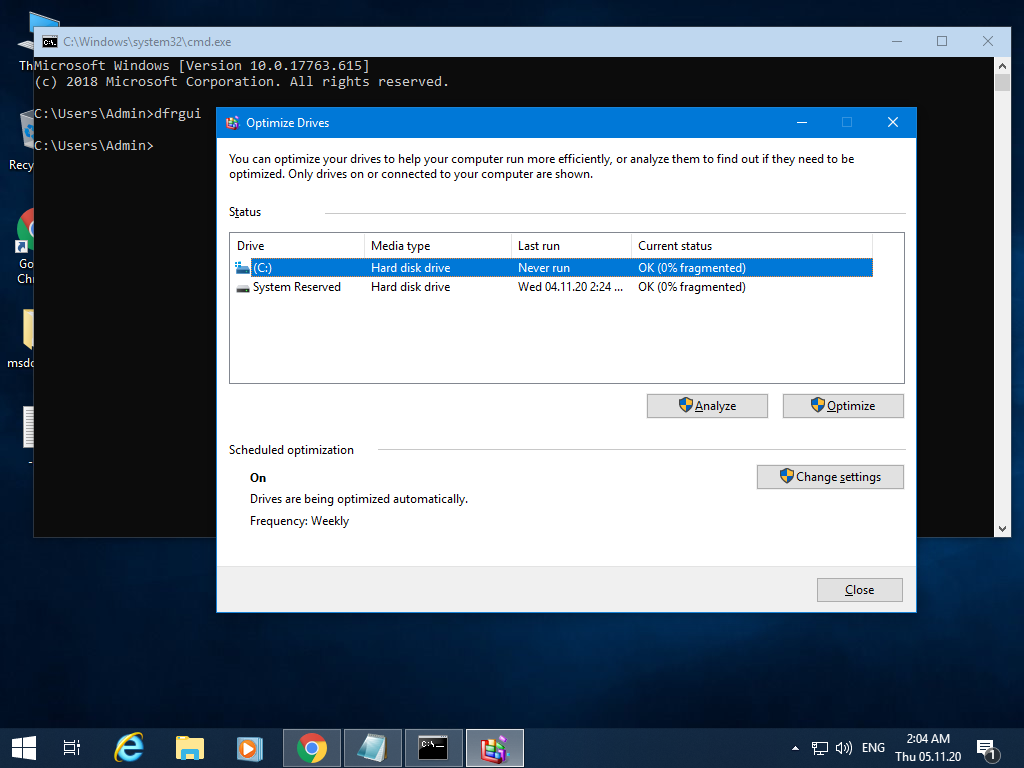 C:\Windows\system32\cmd.exe
Th
Microsoft Windows [Version 10.0.17763.615]
(c) 2018 Microsoft Corporation. All rights reserved.
C:\Users\Admin>dfrgui
C:\Users\Admin>
Recy
Go
Ch
msdo
Optimize Drives
You can optimize your drives to help your computer run more efficiently, or analyze them to find out if they need to be
optimized. Only drives on or connected to your computer are shown.
Status
Drive Media type Last run Current status
(C:) Hard disk drive Never run OK (0% fragmented)
System Reserved Hard disk drive Wed 04.11.20 2:24 ... OK (0% fragmented)
Analyze Optimize
Scheduled optimization
On
Change settings
Drives are being optimized automatically.
Frequency: Weekly
Close
ENG
2:04 AM
Thu 05.11.20
1